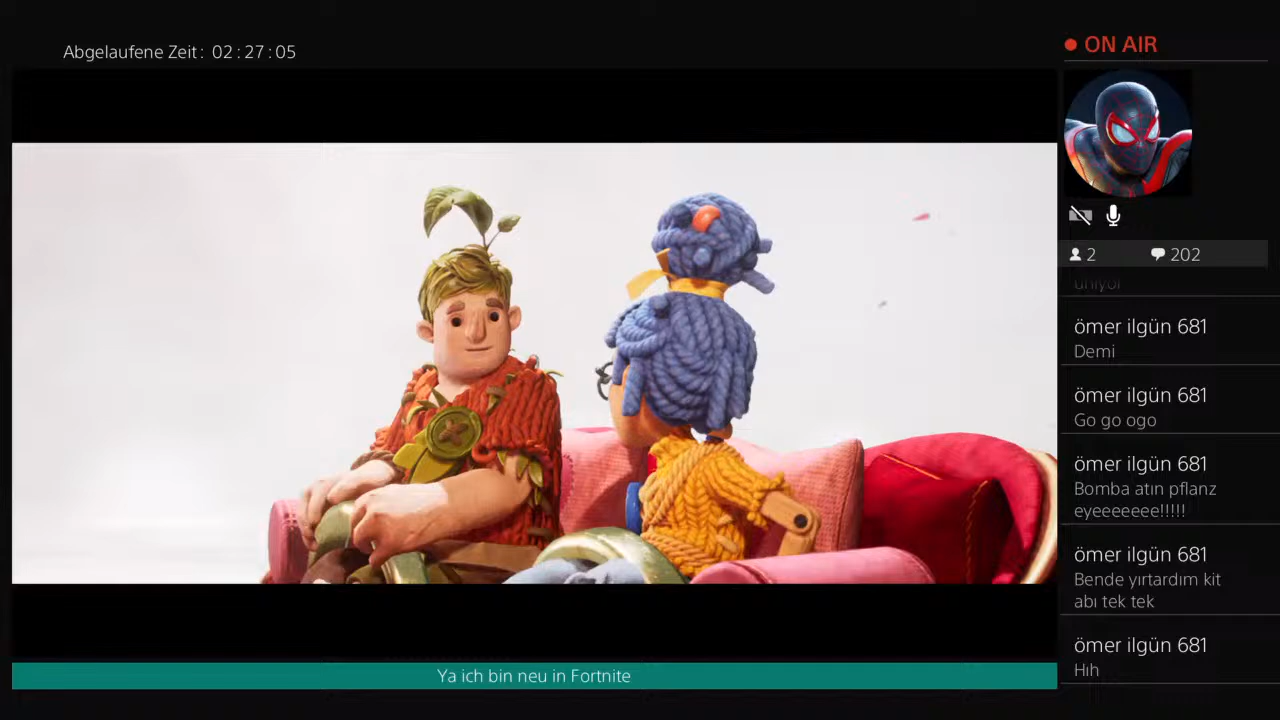 Abgelaufene Zeit: 02:27:05
ON AIR
2 202
ömer ilgün 681
Demi
ömer ilgün 681
Go go ogo
ömer ilgün 681
Bomba atın pflanz
eyeeeeeee!!!!!
ömer ilgün 681
Bende yırtardım kit
abı tek tek
ömer ilgün 681
Hıh
Ya ich bin neu in Fortnite